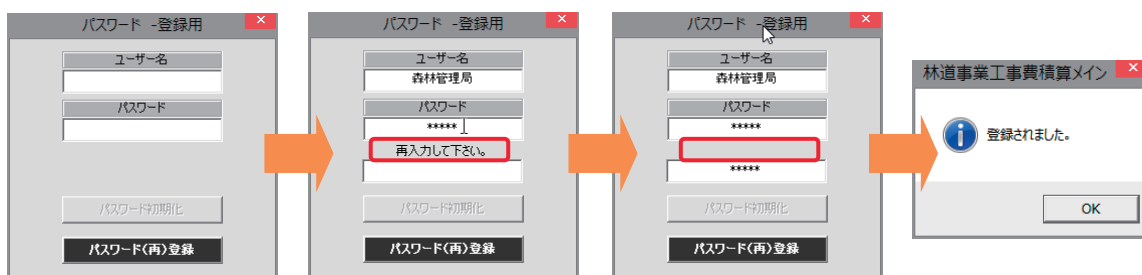 パスワード -登録用
ユーザー名
パスワード
パスワード初期化
パスワード(再)登録
パスワード -登録用
ユーザー名
森林管理局
パスワード
*****
再入力して下さい。
パスワード初期化
パスワード(再)登録
パスワード -登録用
ユーザー名
森林管理局
パスワード
*****
*****
パスワード初期化
パスワード(再)登録
林道事業工事費積算メイン
登録されました。
OK